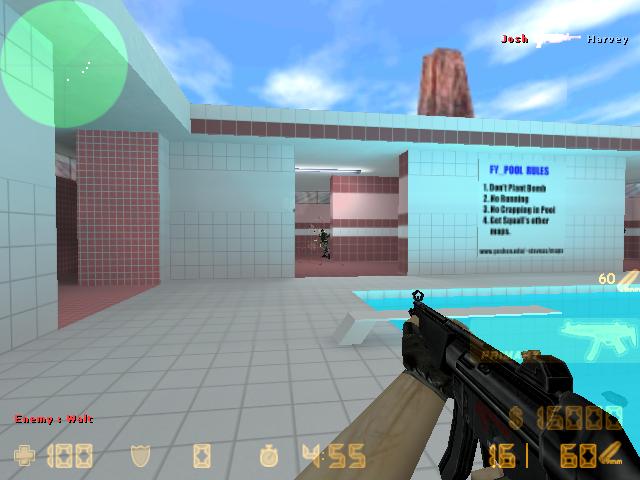 Josh Harvey
FY_POOL RULES
1. Don't Plant Bomb
2. No Running
3. No Crapping in Pool
4. Get Squall's other
maps.
60
$ 16000
Enemy : Walt
100 0 4:55 16 | 60